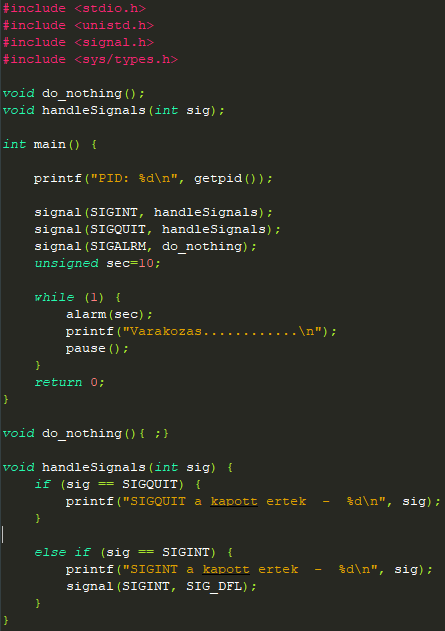 #include <stdio.h>
#include <unistd.h>
#include <signal.h>
#include <sys/types.h>
void do_nothing();
void handleSignals(int sig);
int main() {
printf("PID: %d\n", getpid());
signal(SIGINT, handleSignals);
signal(SIGQUIT, handleSignals);
signal(SIGALRM, do_nothing);
unsigned sec=10;
while (1) {
alarm(sec);
printf("Varakozas............\n");
pause();
}
return 0;
}
void do_nothing(){ ;}
void handleSignals(int sig) {
if (sig == SIGQUIT) {
printf("SIGQUIT a kapott ertek  -  %d\n", sig);
}
else if (sig == SIGINT) {
printf("SIGINT a kapott ertek  -  %d\n", sig);
signal(SIGINT, SIG_DFL);
}
}